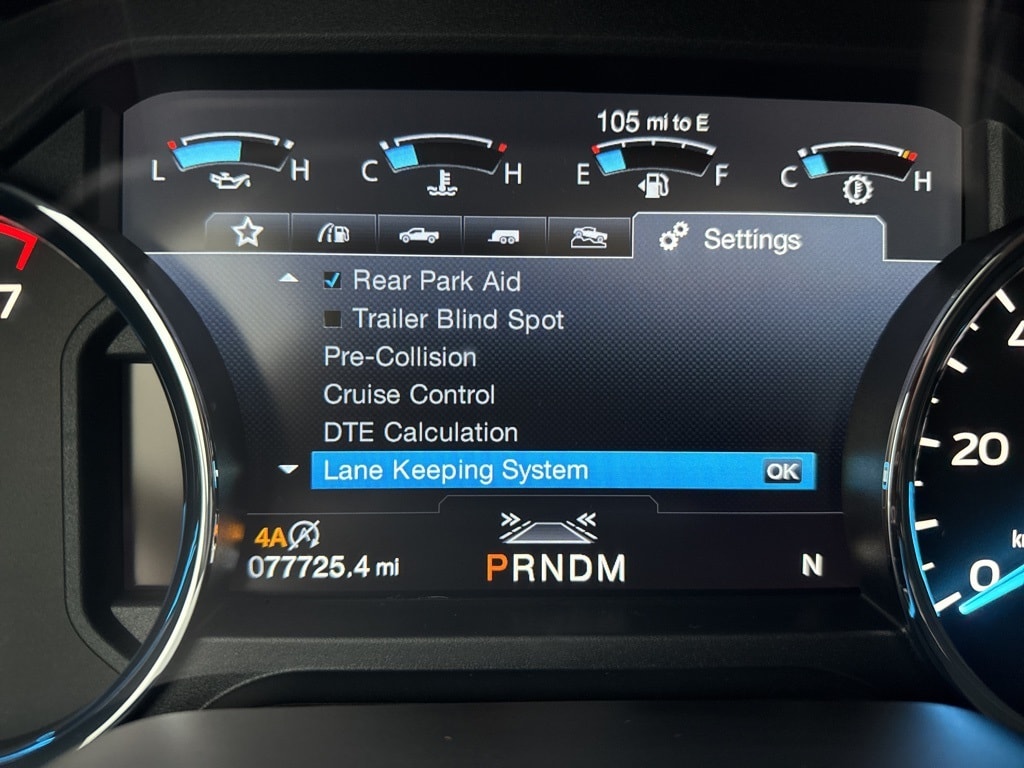 105 mi to E
L H C H E F C H
Settings
Rear Park Aid
Trailer Blind Spot
Pre-Collision
Cruise Control
DTE Calculation
Lane Keeping System OK
4A A
077725.4 mi PRNDM N
7
20
0